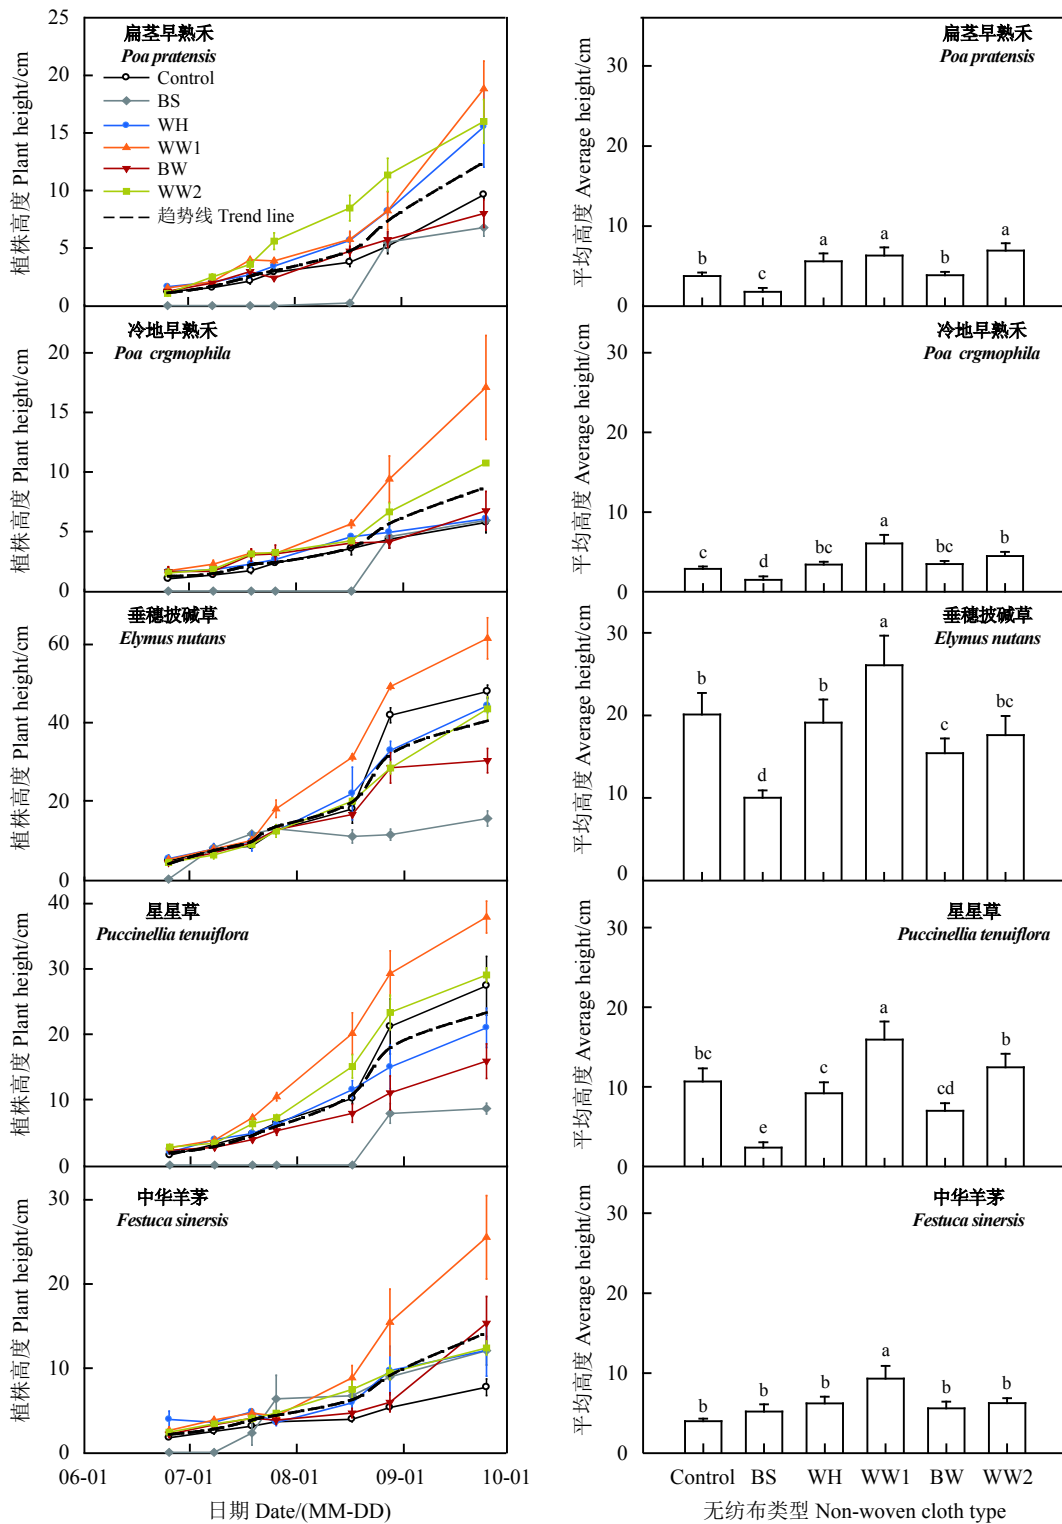 扁茎早熟禾
Poa pratensis
Control
BS
WH
WW1
BW
WW2
趋势线 Trend line
植株高度 Plant height/cm
25
20
15
10
5
0
冷地早熟禾
Poa crgmophila
植株高度 Plant height/cm
20
15
10
5
0
垂穗披碱草
Elymus nutans
植株高度 Plant height/cm
60
40
20
0
星星草
Puccinellia tenuiflora
植株高度 Plant height/cm
40
30
20
10
0
中华羊茅
Festuca sinersis
植株高度 Plant height/cm
30
20
10
0
06-01 07-01 08-01 09-01 10-01
日期 Date/(MM-DD)
扁茎早熟禾
Poa pratensis
平均高度 Average height/cm
30
20
10
0
b c a a b a
冷地早熟禾
Poa crgmophila
平均高度 Average height/cm
30
20
10
0
c d bc a bc b
垂穗披碱草
Elymus nutans
平均高度 Average height/cm
30
20
10
0
b d b a c bc
星星草
Puccinellia tenuiflora
平均高度 Average height/cm
30
20
10
0
bc e c a cd b
中华羊茅
Festuca sinersis
平均高度 Average height/cm
30
20
10
0
b b b a b b
Control BS WH WW1 BW WW2
无纺布类型 Non-woven cloth type